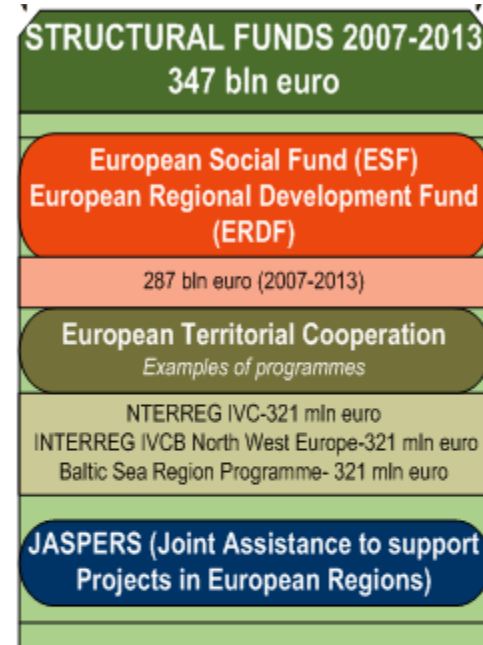 STRUCTURAL FUNDS 2007-2013
347 bln euro
European Social Fund (ESF)
European Regional Development Fund
(ERDF)
287 bln euro (2007-2013)
European Territorial Cooperation
Examples of programmes
NTERREG IVC-321 mln euro
INTERREG IVCB North West Europe-321 mln euro
Baltic Sea Region Programme- 321 mln euro
JASPERS (Joint Assistance to support
Projects in European Regions)